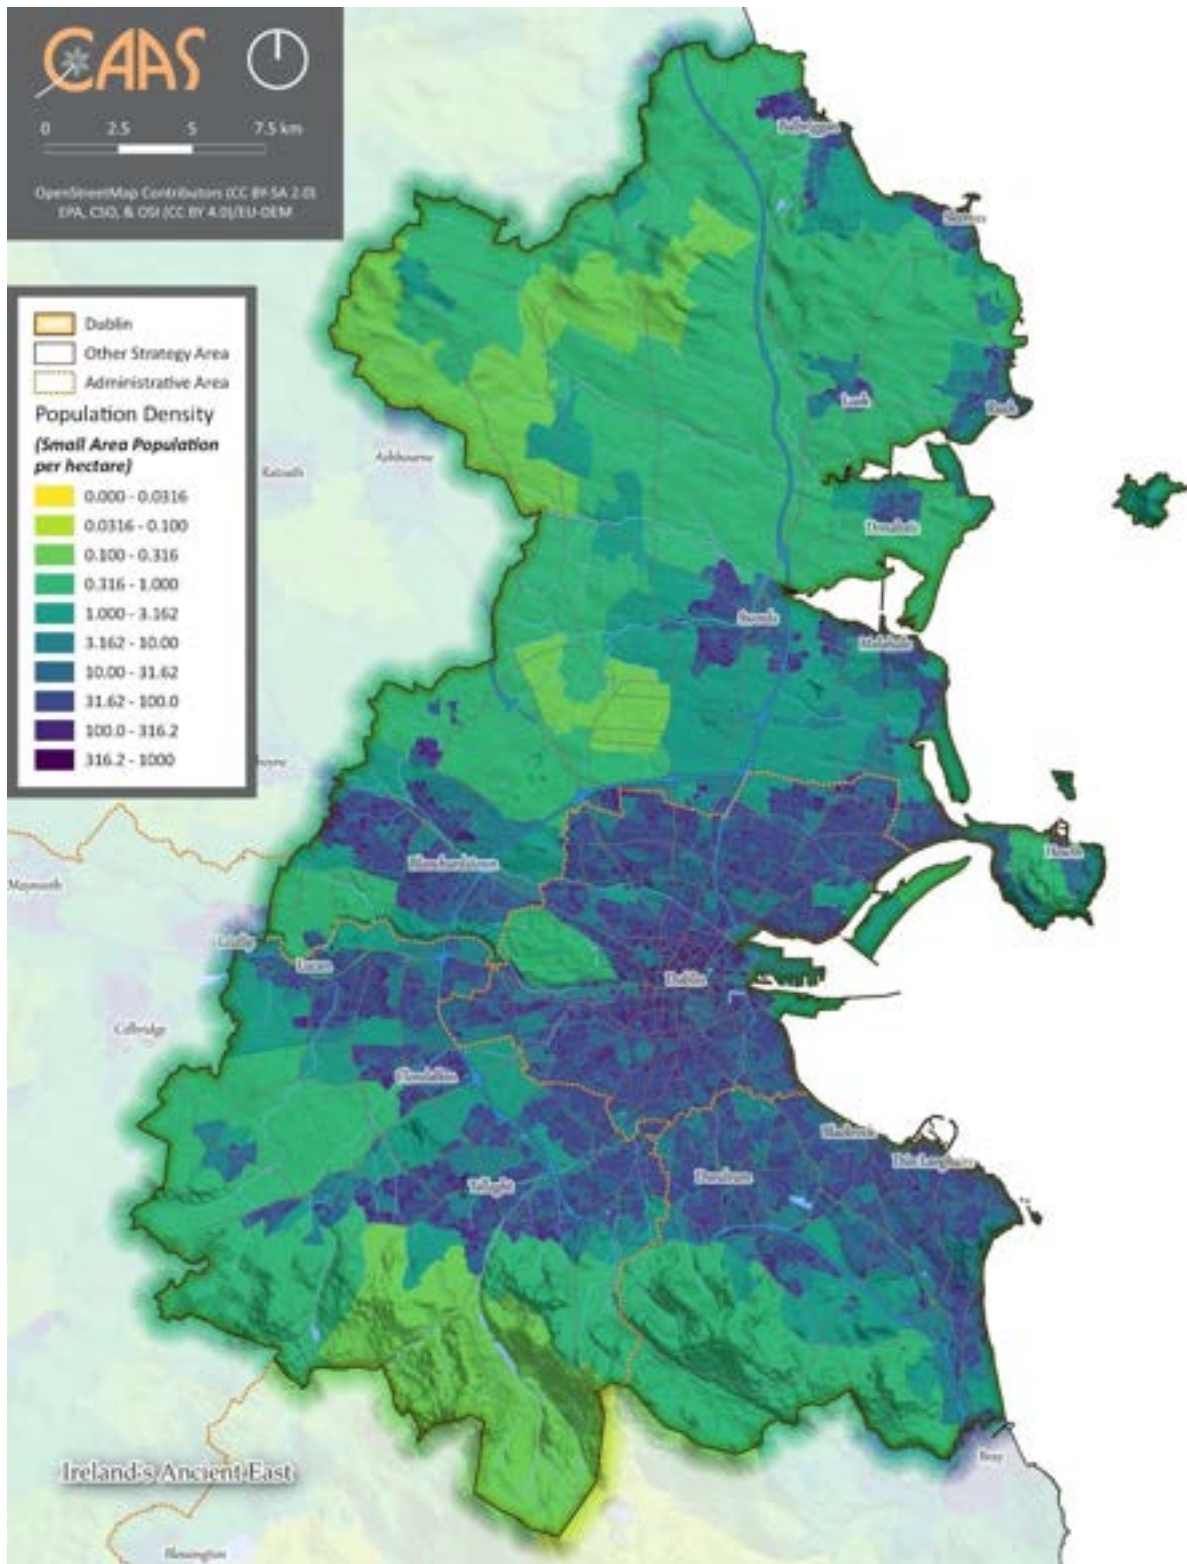 CAAS
0 2.5 5 7.5 km
OpenStreetMap Contributors (CC BY-SA 2.0)
EPA, CSO, & OSI (CC BY 4.0)/EU-DEM
Dublin
Other Strategy Area
Administrative Area
Population Density
(Small Area Population
per hectare)
0.000 - 0.0316
0.0316 - 0.100
0.100 - 0.316
0.316 - 1.000
1.000 - 3.162
3.162 - 10.00
10.00 - 31.62
31.62 - 100.0
100.0 - 316.2
316.2 - 1000
Balbriggan
Skerries
Lusk
Rush
Ashbourne
Ratoath
Donabate
Swords
Malahide
Blanchardstown
Howth
Maynooth
Leixlip
Lucan
Dublin
Celbridge
Clondalkin
Blackrock
Dún Laoghaire
Tallaght
Dundrum
Bray
Ireland's Ancient East
Blessington